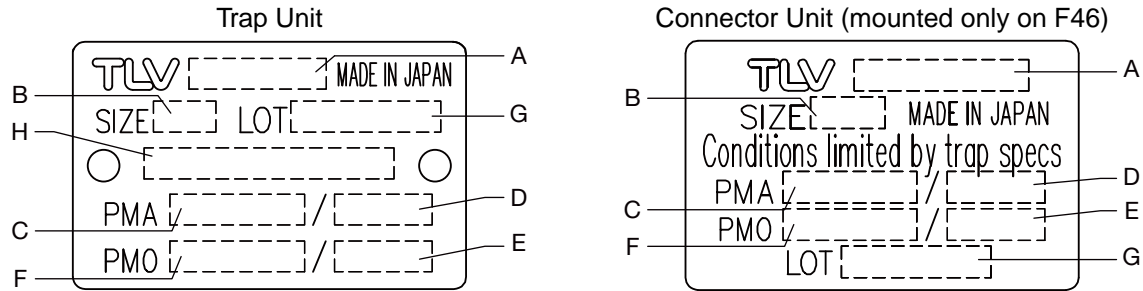 Trap Unit
TLV MADE IN JAPAN A
B SIZE LOT G
H
PMA / D
C
PMO / E
F
Connector Unit (mounted only on F46)
TLV A
B SIZE MADE IN JAPAN
Conditions limited by trap specs
PMA / D
C
PMO / E
F
LOT G